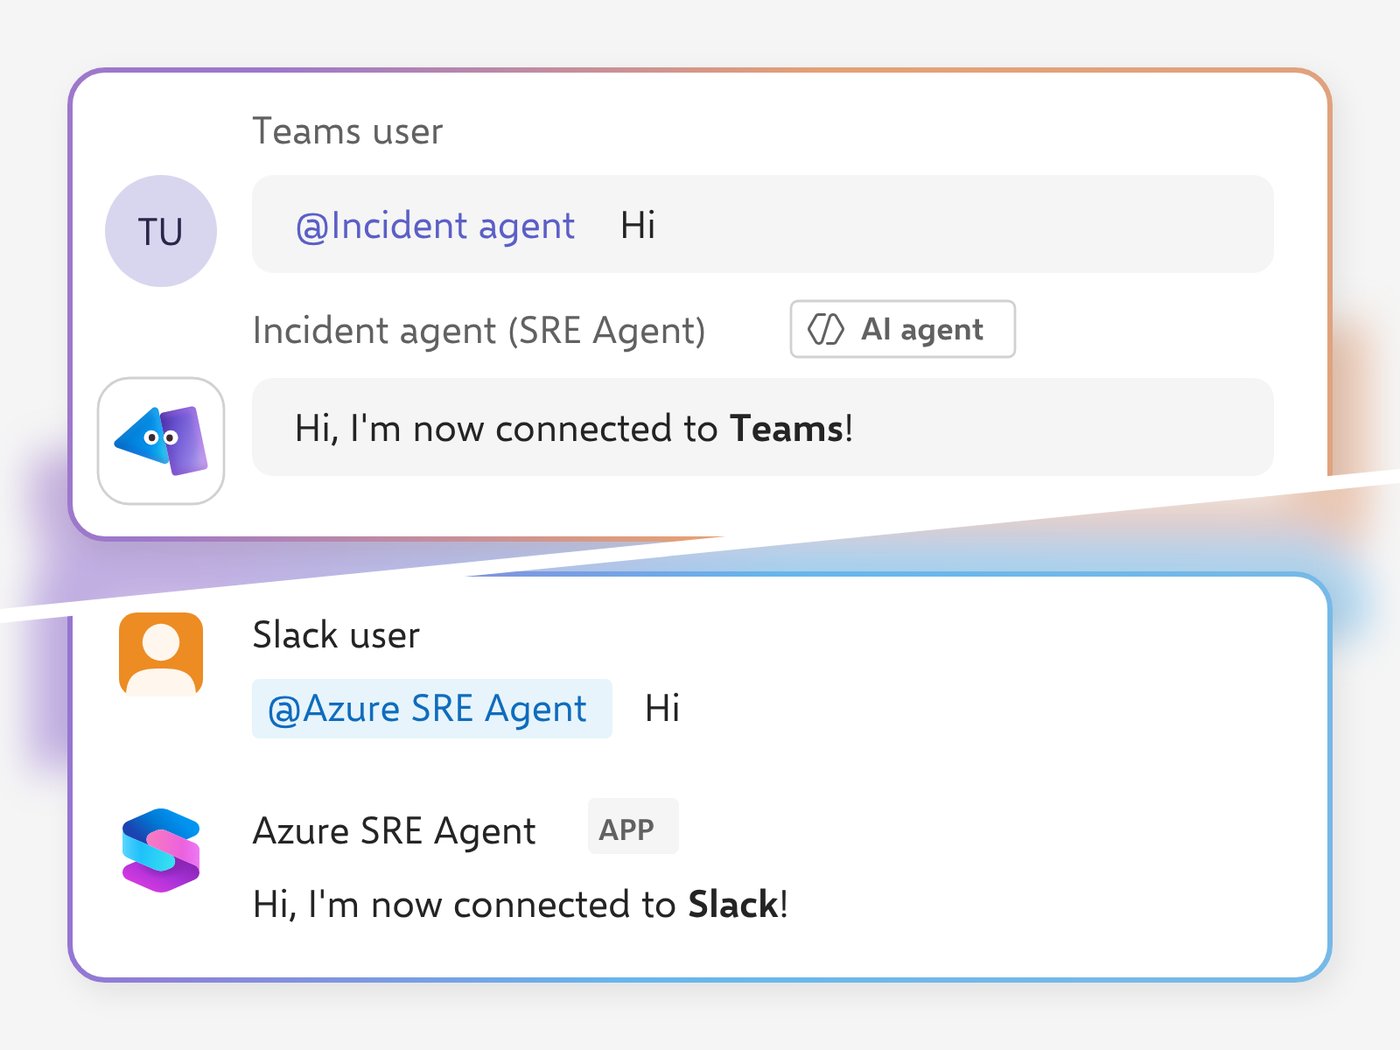 Teams user
TU
@Incident agent Hi
Incident agent (SRE Agent) AI agent
Hi, I'm now connected to Teams!
Slack user
@Azure SRE Agent Hi
Azure SRE Agent APP
Hi, I'm now connected to Slack!